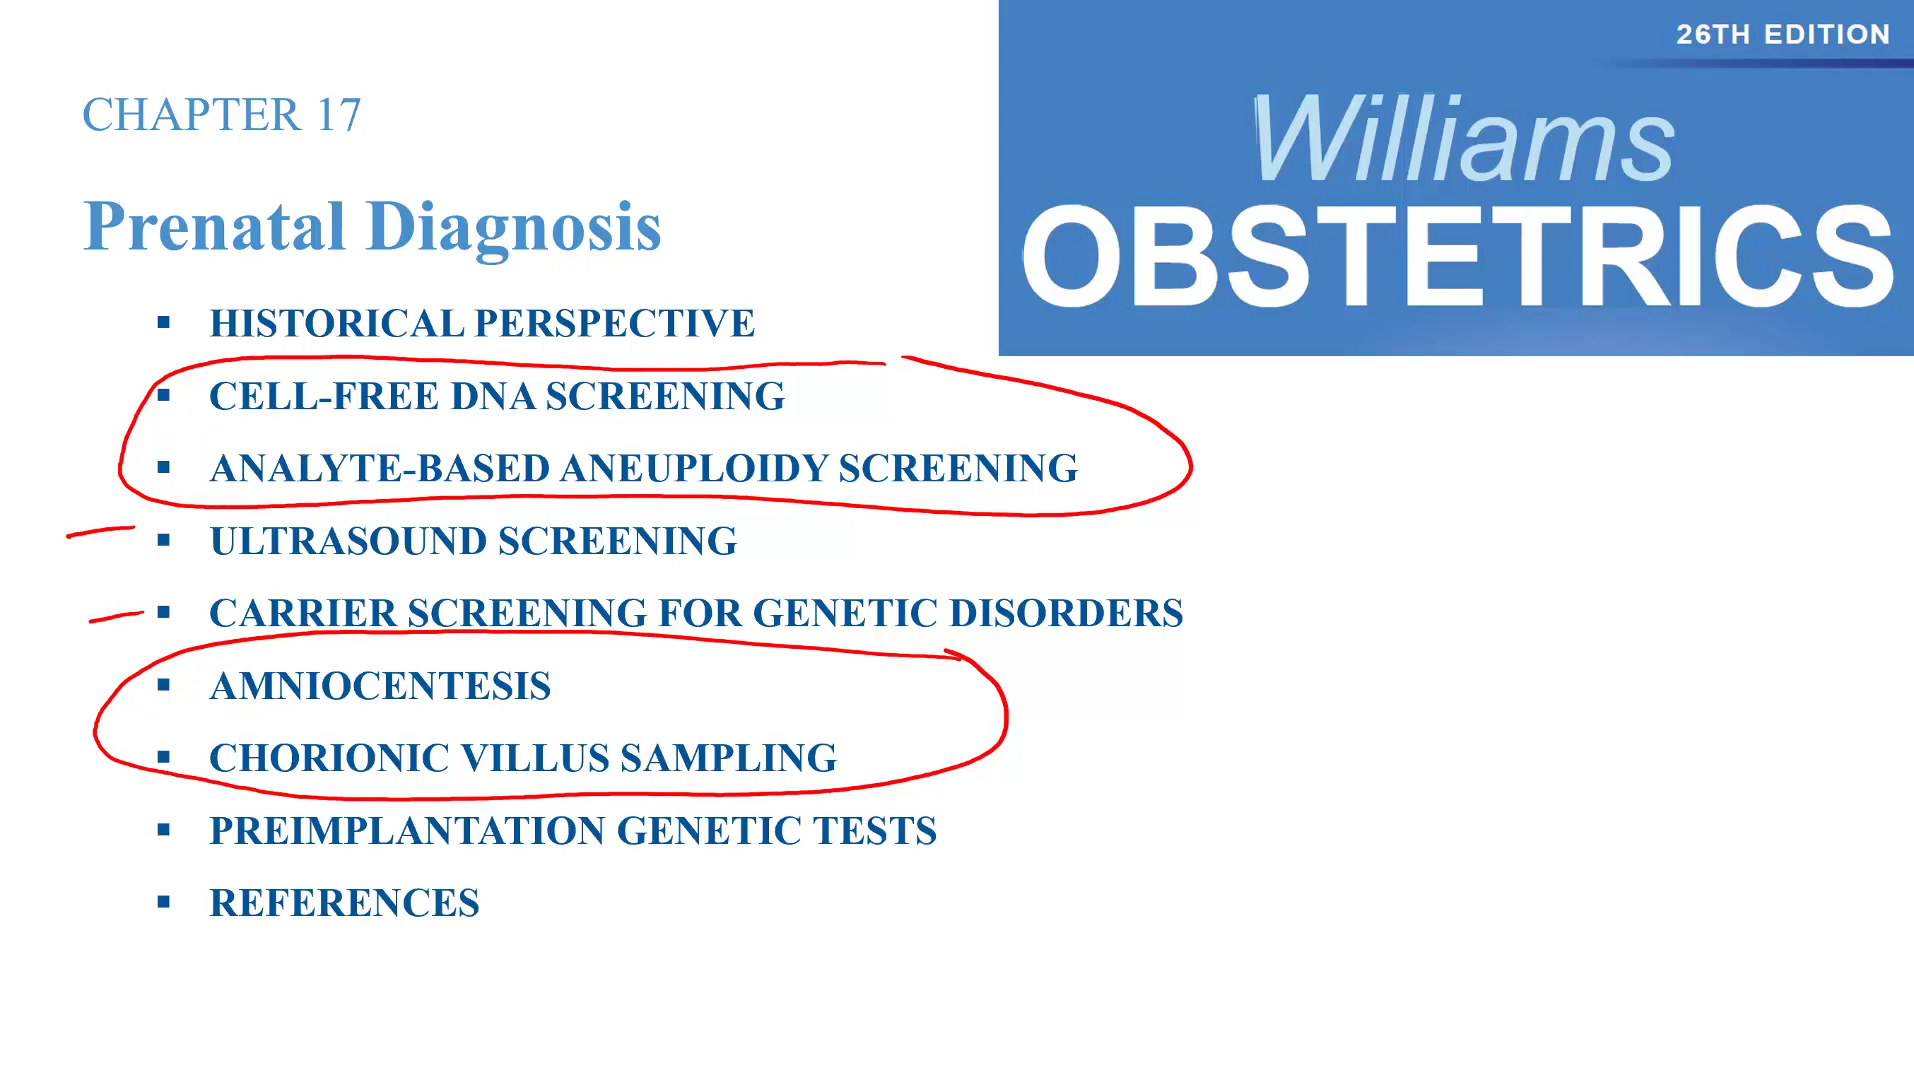 26TH EDITION
Williams
OBSTETRICS
CHAPTER 17
Prenatal Diagnosis
▪ HISTORICAL PERSPECTIVE
▪ CELL-FREE DNA SCREENING
▪ ANALYTE-BASED ANEUPLOIDY SCREENING
▪ ULTRASOUND SCREENING
▪ CARRIER SCREENING FOR GENETIC DISORDERS
▪ AMNIOCENTESIS
▪ CHORIONIC VILLUS SAMPLING
▪ PREIMPLANTATION GENETIC TESTS
▪ REFERENCES